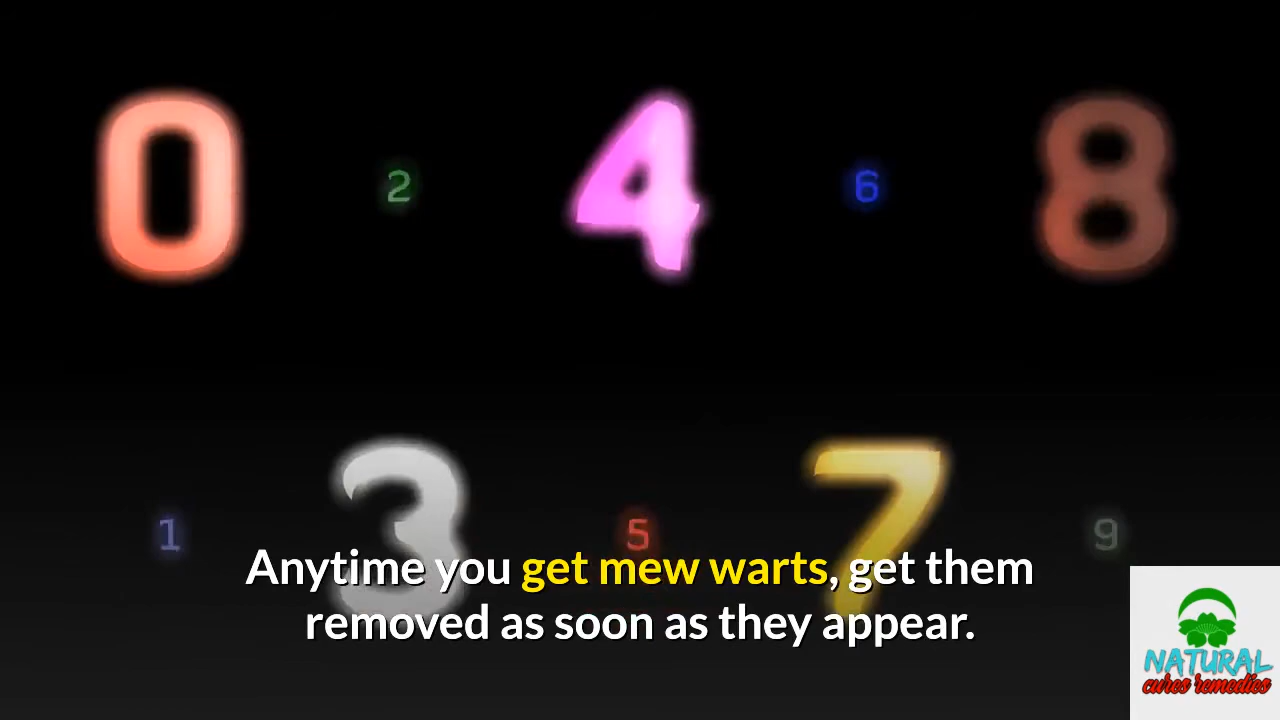 0 2 4 6 8
1 3 5 7 9
Anytime you get mew warts, get them
removed as soon as they appear.
NATURAL
cures remedies